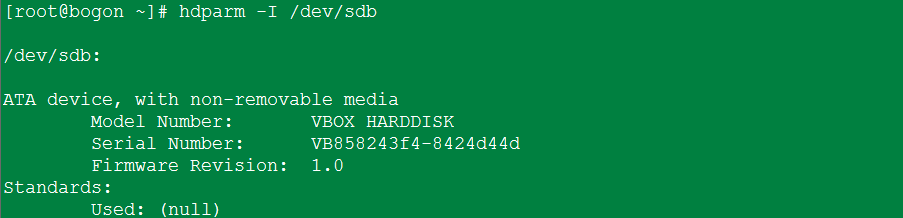 [root@bogon ~]# hdparm -I /dev/sdb
/dev/sdb:
ATA device, with non-removable media
Model Number: VBOX HARDDISK
Serial Number: VB858243f4-8424d44d
Firmware Revision: 1.0
Standards:
Used: (null)